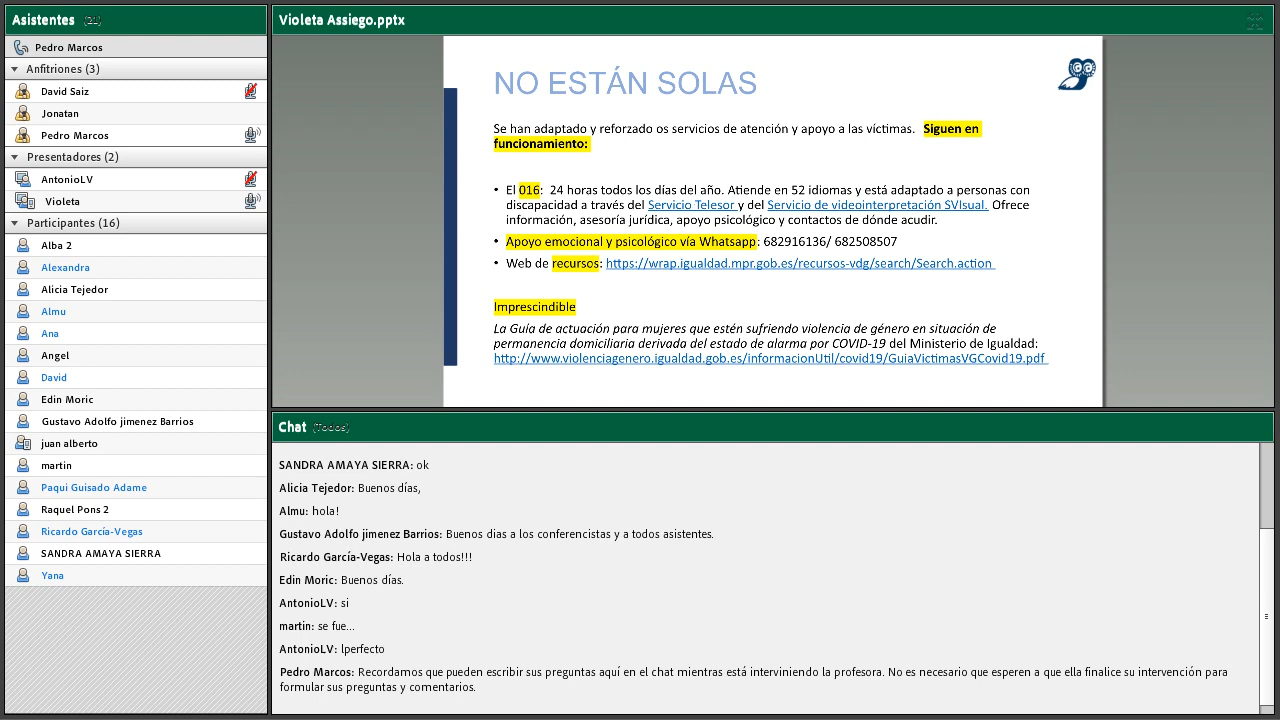 Asistentes (21)
Pedro Marcos
Anfitriones (3)
David Saiz
Jonatan
Pedro Marcos
Presentadores (2)
AntonioLV
Violeta
Participantes (16)
Alba 2
Alexandra
Alicia Tejedor
Almu
Ana
Angel
David
Edin Moric
Gustavo Adolfo jimenez Barrios
juan alberto
martin
Paqui Guisado Adame
Raquel Pons 2
Ricardo García-Vegas
SANDRA AMAYA SIERRA
Yana
Violeta Assiego.pptx
NO ESTÁN SOLAS
Se han adaptado y reforzado os servicios de atención y apoyo a las víctimas. Siguen en
funcionamiento:
• El 016: 24 horas todos los días del año. Atiende en 52 idiomas y está adaptado a personas con
discapacidad a través del Servicio Telesor y del Servicio de videointerpretación SVIsual. Ofrece
información, asesoría jurídica, apoyo psicológico y contactos de dónde acudir.
• Apoyo emocional y psicológico vía Whatsapp: 682916136/ 682508507
• Web de recursos: https://wrap.igualdad.mpr.gob.es/recursos-vdg/search/Search.action
Imprescindible
La Guía de actuación para mujeres que estén sufriendo violencia de género en situación de
permanencia domiciliaria derivada del estado de alarma por COVID-19 del Ministerio de Igualdad:
http://www.violenciagenero.igualdad.gob.es/informacionUtil/covid19/GuiaVictimasVGCovid19.pdf
Chat (Todos)
SANDRA AMAYA SIERRA: ok
Alicia Tejedor: Buenos días,
Almu: hola!
Gustavo Adolfo jimenez Barrios: Buenos dias a los conferencistas y a todos asistentes.
Ricardo García-Vegas: Hola a todos!!!
Edin Moric: Buenos días.
AntonioLV: si
martin: se fue...
AntonioLV: lperfecto
Pedro Marcos: Recordamos que pueden escribir sus preguntas aquí en el chat mientras está interviniendo la profesora. No es necesario que esperen a que ella finalice su intervención para
formular sus preguntas y comentarios.